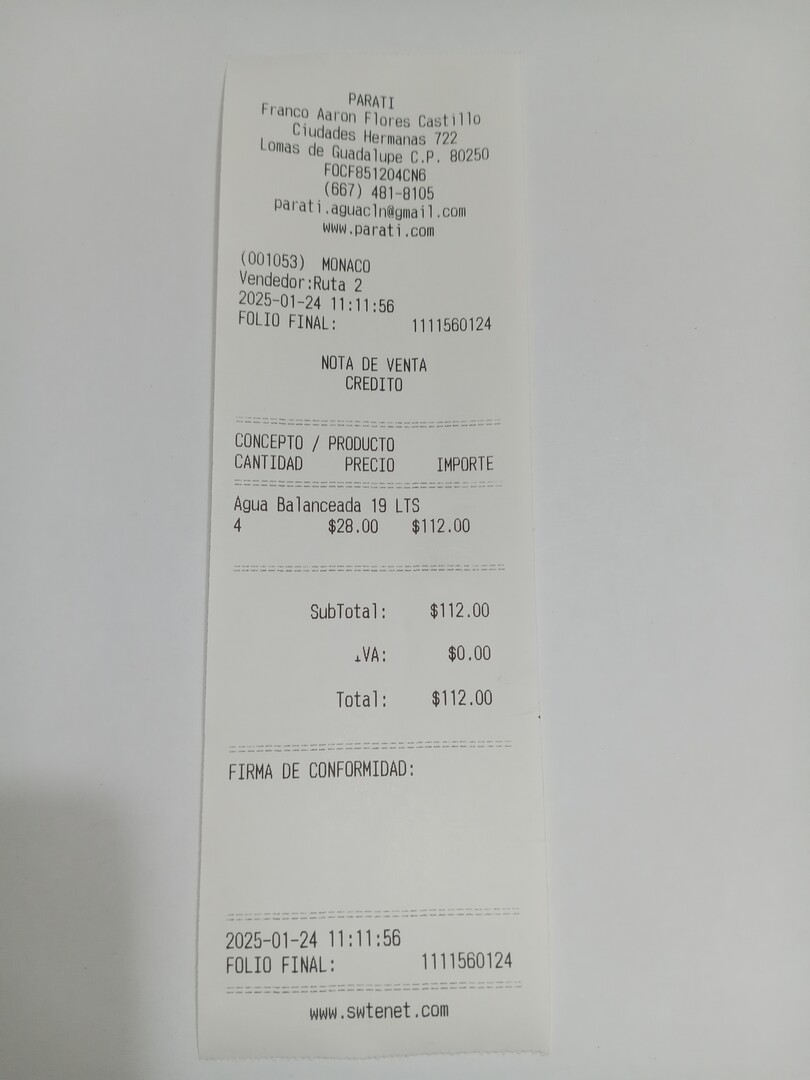 PARATI
Franco Aaron Flores Castillo
Ciudades Hermanas 722
Lomas de Guadalupe C.P. 80250
FOCF851204CN6
(667) 481-8105
parati.aguacln@gmail.com
www.parati.com
(001053) MONACO
Vendedor:Ruta 2
2025-01-24 11:11:56
FOLIO FINAL: 1111560124
NOTA DE VENTA
CREDITO
CONCEPTO / PRODUCTO
CANTIDAD PRECIO IMPORTE
Agua Balanceada 19 LTS
4 $28.00 $112.00
SubTotal: $112.00
IVA: $0.00
Total: $112.00
FIRMA DE CONFORMIDAD:
2025-01-24 11:11:56
FOLIO FINAL: 1111560124
www.swtenet.com